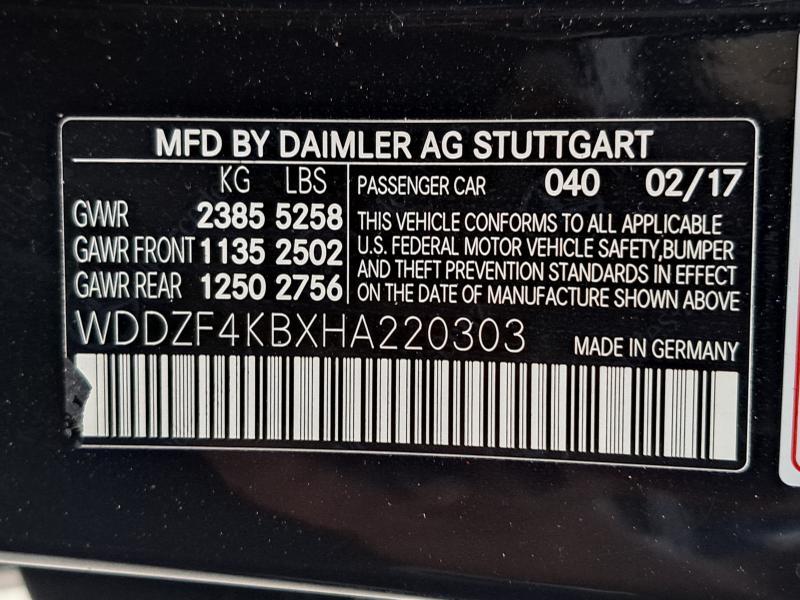 MFD BY DAIMLER AG STUTTGART
KG LBS
GVWR 2385 5258
GAWR FRONT 1135 2502
GAWR REAR 1250 2756
PASSENGER CAR 040 02/17
THIS VEHICLE CONFORMS TO ALL APPLICABLE
U.S. FEDERAL MOTOR VEHICLE SAFETY,BUMPER
AND THEFT PREVENTION STANDARDS IN EFFECT
ON THE DATE OF MANUFACTURE SHOWN ABOVE
WDDZF4KBXHA220303
MADE IN GERMANY